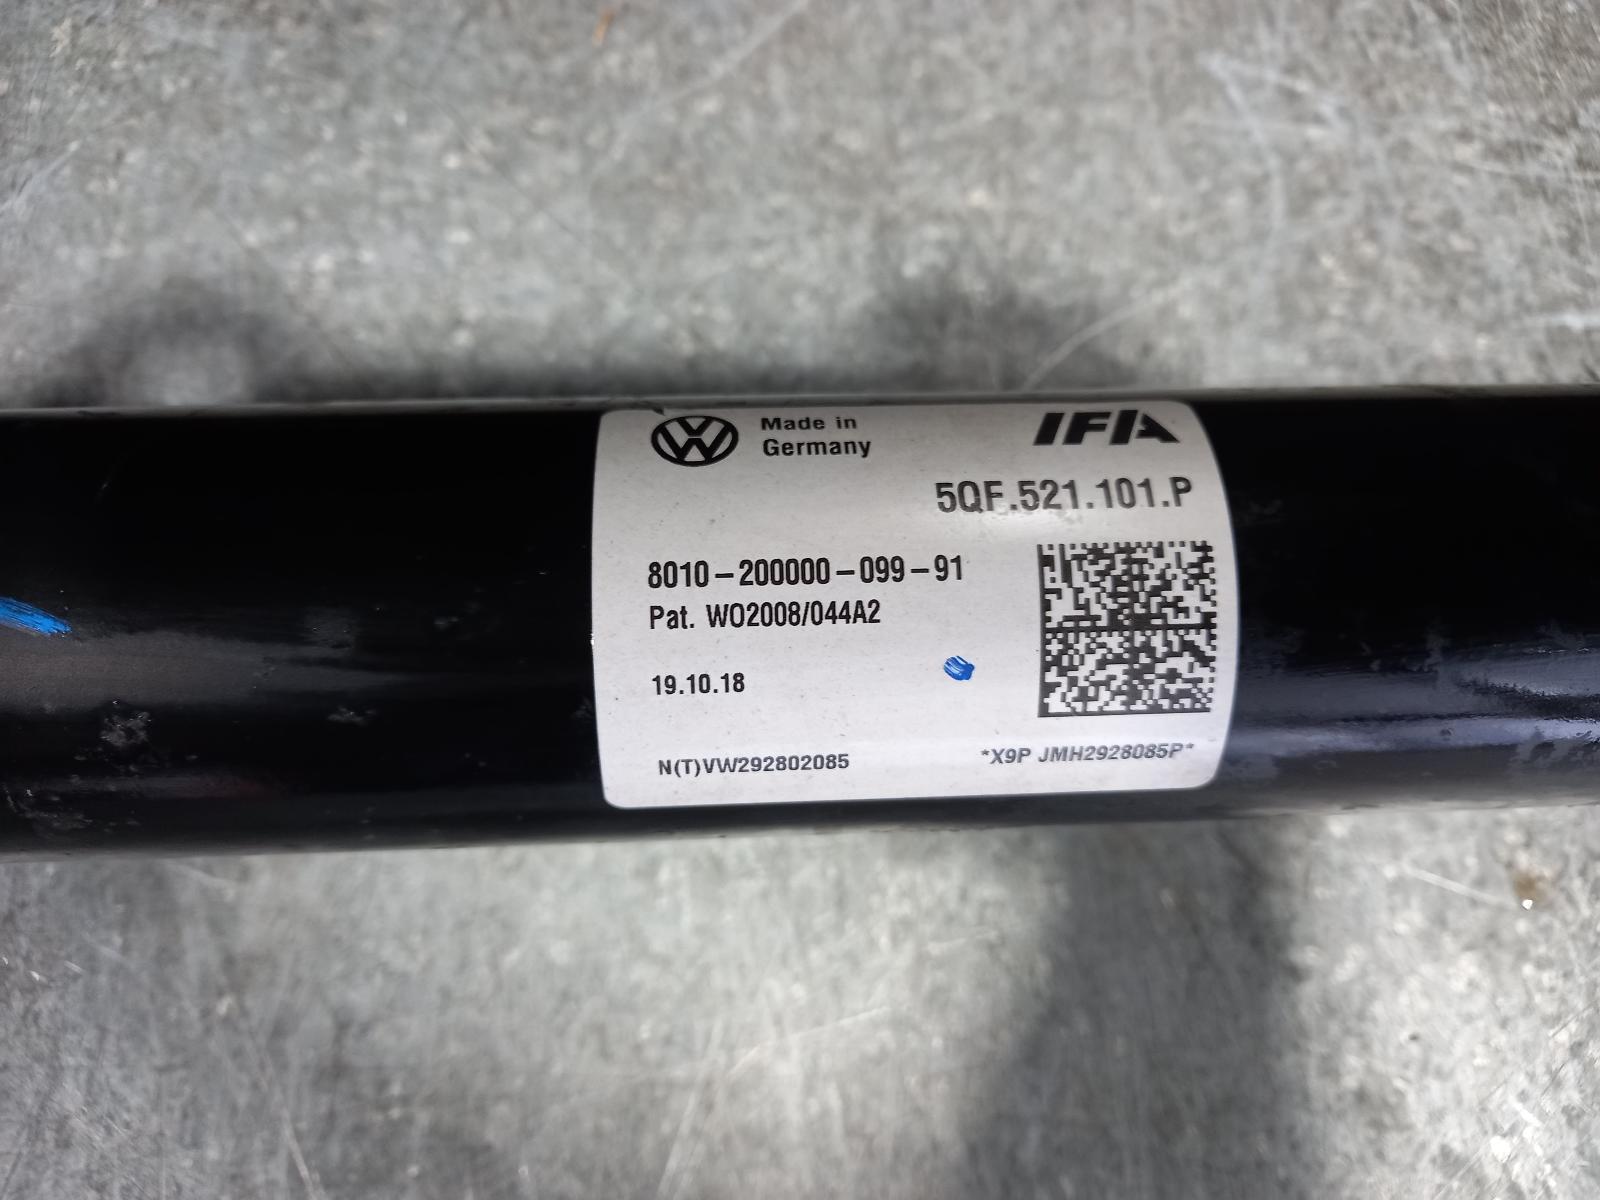 Made in
Germany
IFA
5QF.521.101.P
8010-200000-099-91
Pat. WO2008/044A2
19.10.18
N(T)VW292802085
*X9P JMH2928085P*